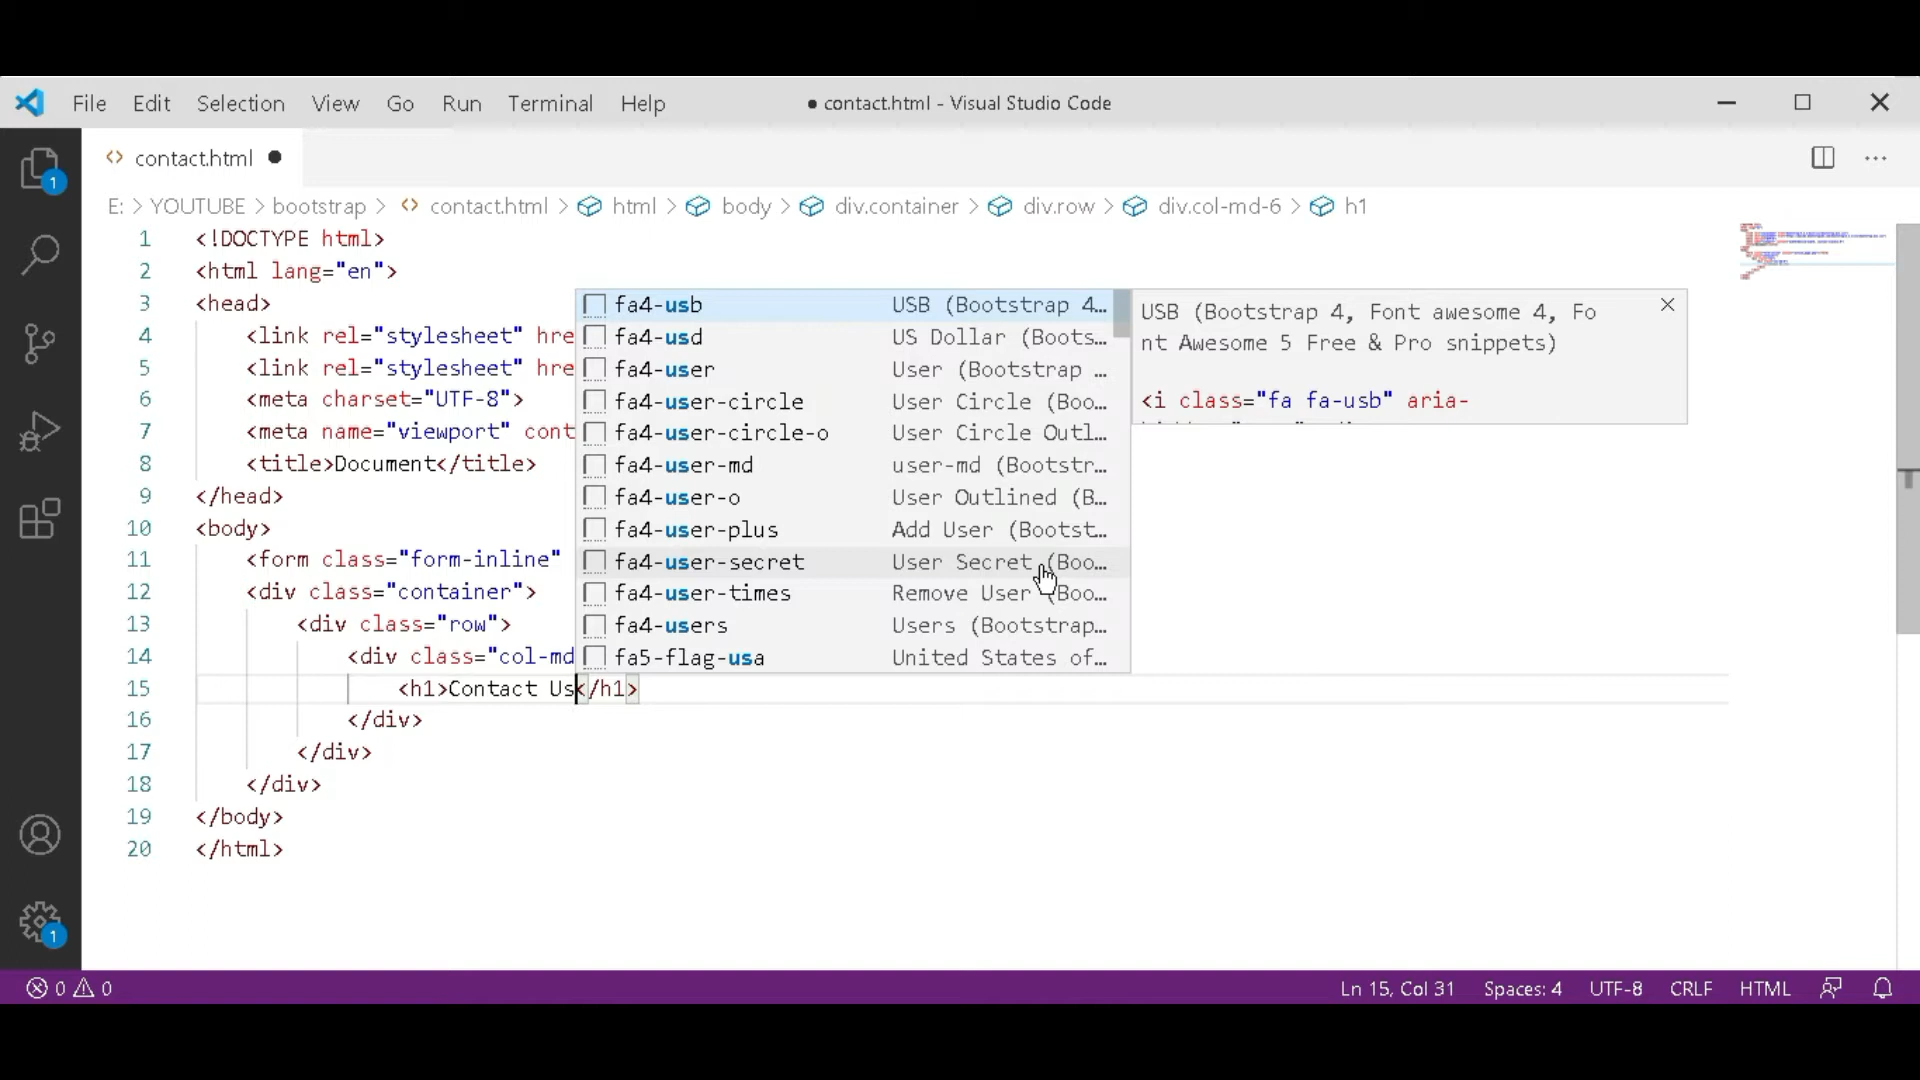 File Edit Selection View Go Run Terminal Help ● contact.html - Visual Studio Code
contact.html ●
E: > YOUTUBE > bootstrap > contact.html > html > body > div.container > div.row > div.col-md-6 > h1
1 <!DOCTYPE html>
2 <html lang="en">
3 <head>
4 <link rel="stylesheet" hre
5 <link rel="stylesheet" hre
6 <meta charset="UTF-8">
7 <meta name="viewport" cont
8 <title>Document</title>
9 </head>
10 <body>
11 <form class="form-inline"
12 <div class="container">
13 <div class="row">
14 <div class="col-md
15 <h1>Contact Us</h1>
16 </div>
17 </div>
18 </div>
19 </body>
20 </html>
fa4-usb USB (Bootstrap 4…
fa4-usd US Dollar (Boots…
fa4-user User (Bootstrap …
fa4-user-circle User Circle (Boo…
fa4-user-circle-o User Circle Outl…
fa4-user-md user-md (Bootstr…
fa4-user-o User Outlined (B…
fa4-user-plus Add User (Bootst…
fa4-user-secret User Secret (Boo…
fa4-user-times Remove User (Boo…
fa4-users Users (Bootstrap…
fa5-flag-usa United States of…
USB (Bootstrap 4, Font awesome 4, Fo
nt Awesome 5 Free & Pro snippets)
<i class="fa fa-usb" aria-
1
1
0 0 Ln 15, Col 31 Spaces: 4 UTF-8 CRLF HTML